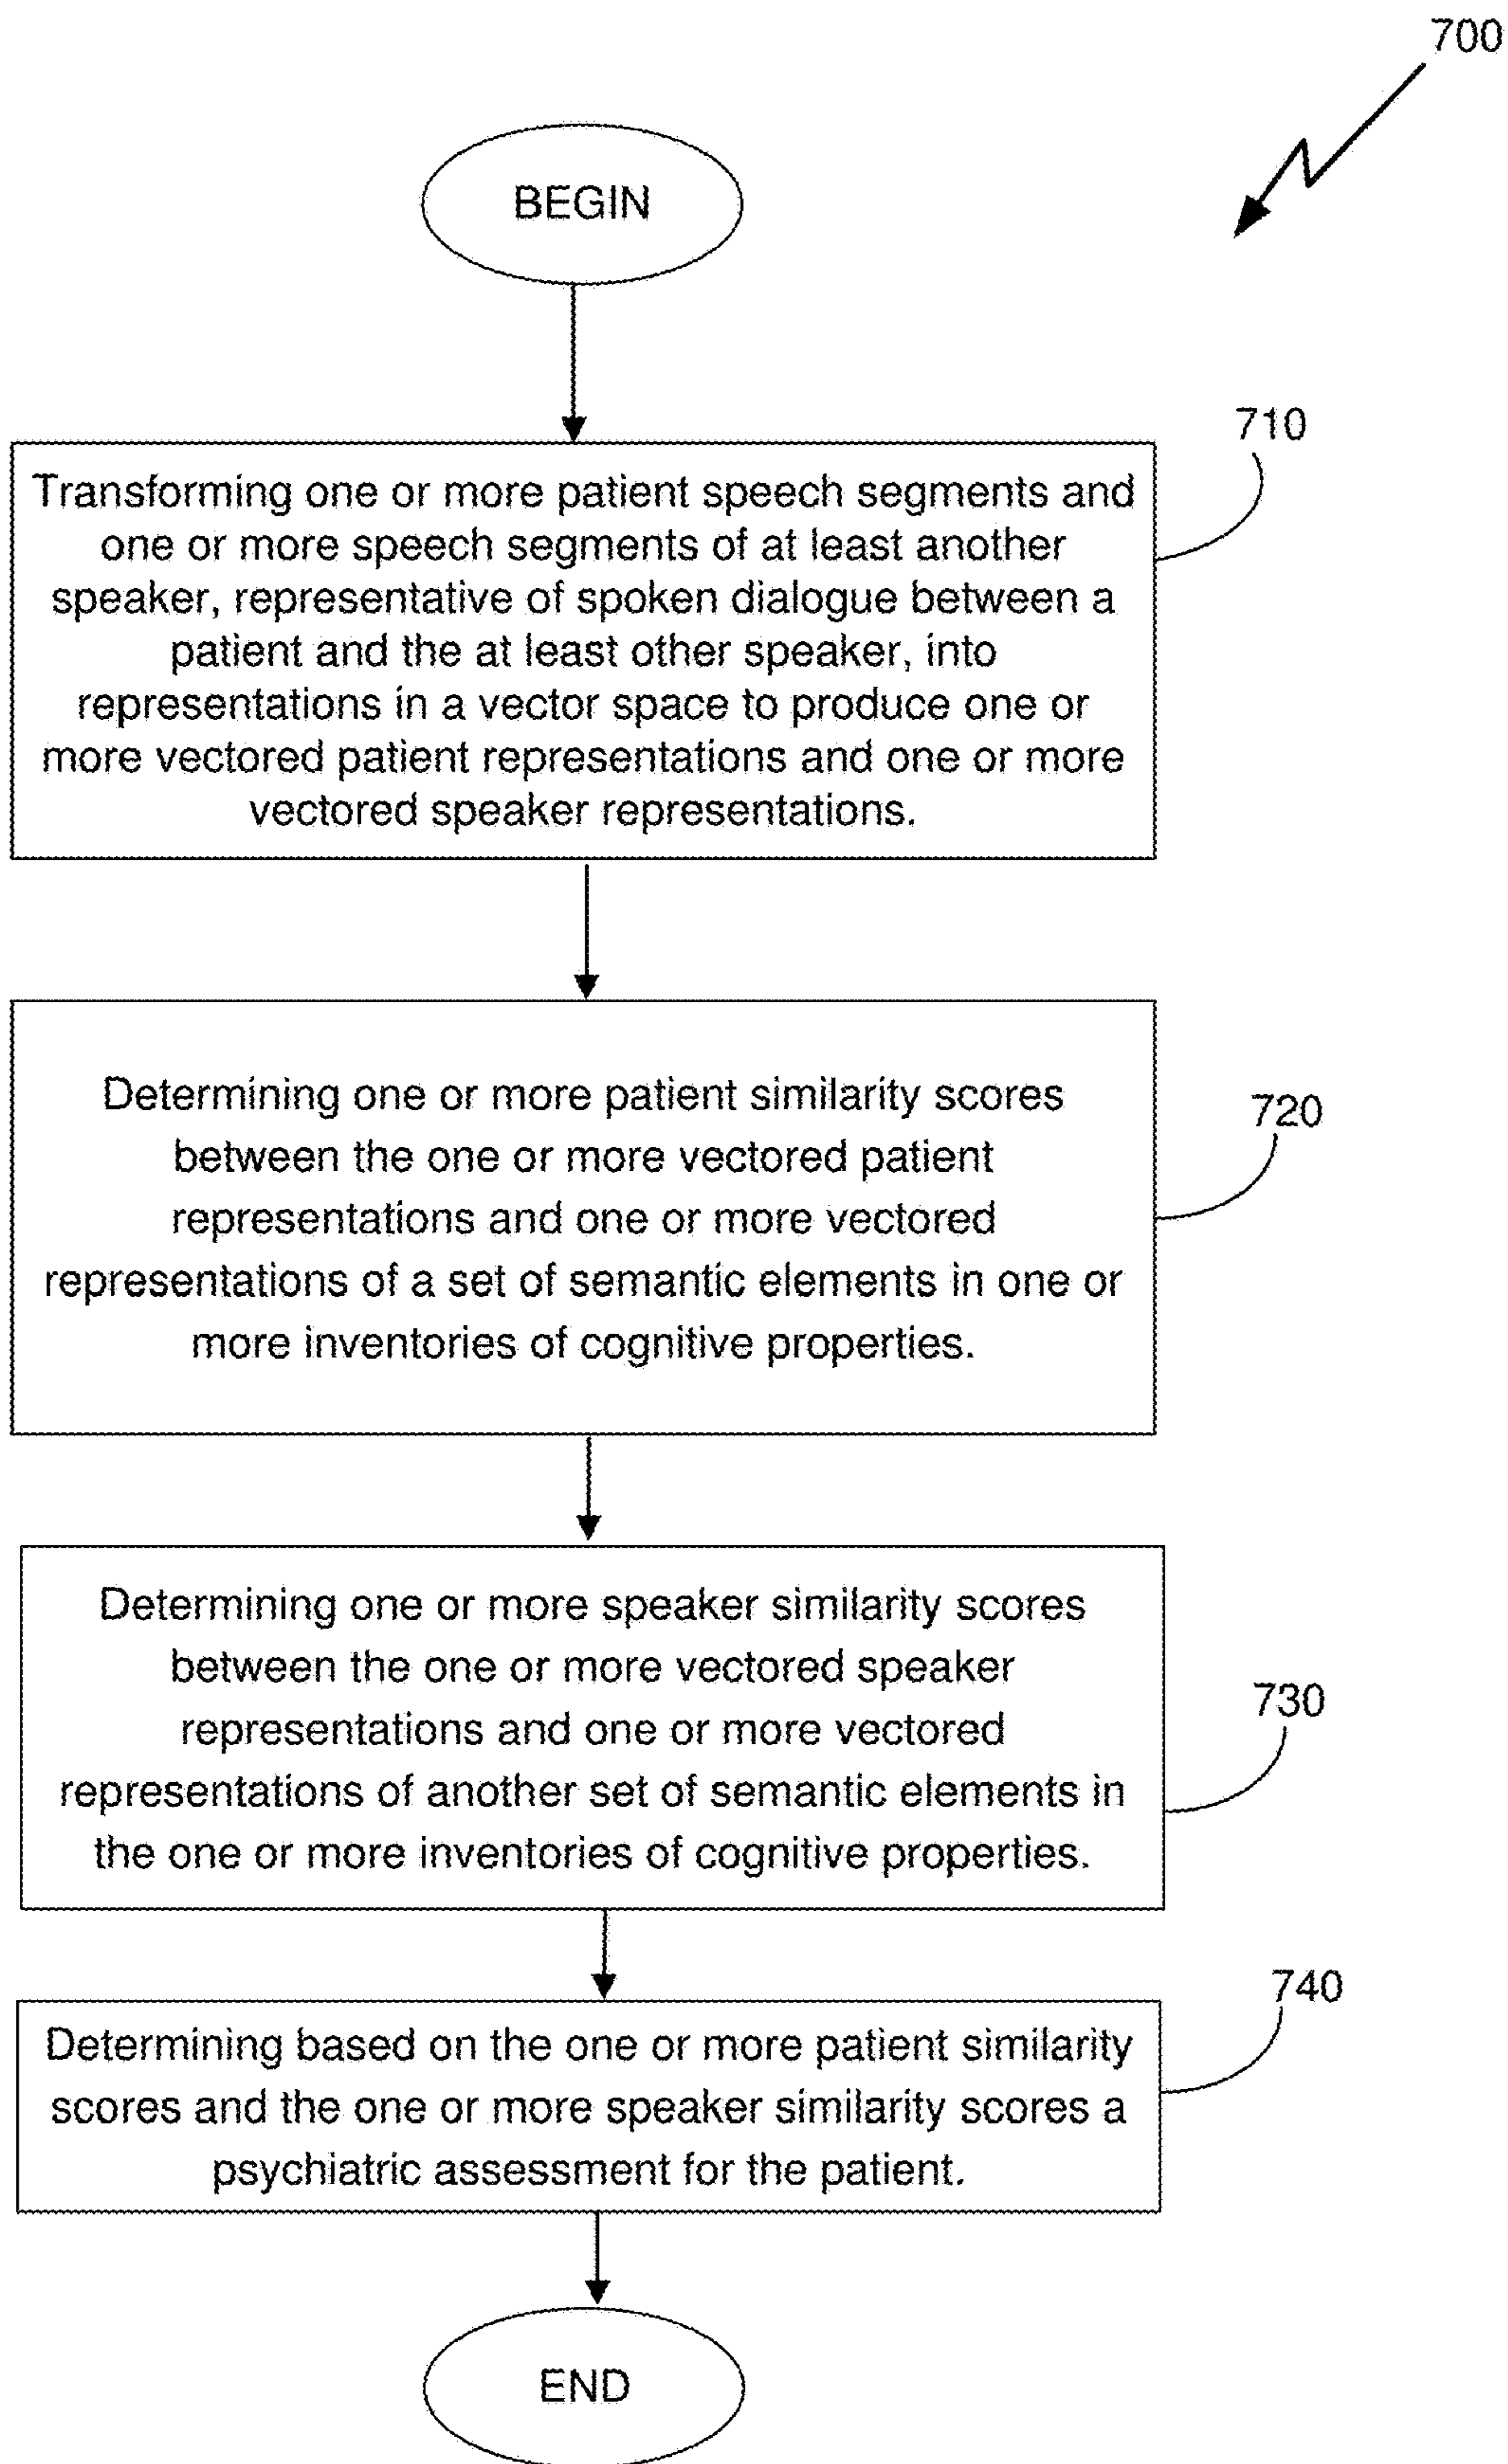 700
BEGIN
710
Transforming one or more patient speech segments and
one or more speech segments of at least another
speaker, representative of spoken dialogue between a
patient and the at least other speaker, into
representations in a vector space to produce one or
more vectored patient representations and one or more
vectored speaker representations.
Determining one or more patient similarity scores
720
between the one or more vectored patient
representations and one or more vectored
representations of a set of semantic elements in one or
more inventories of cognitive properties.
Determining one or more speaker similarity scores
between the one or more vectored speaker
730
representations and one or more vectored
representations of another set of semantic elements in
the one or more inventories of cognitive properties.
740
Determining based on the one or more patient similarity
scores and the one or more speaker similarity scores a
psychiatric assessment for the patient.
END